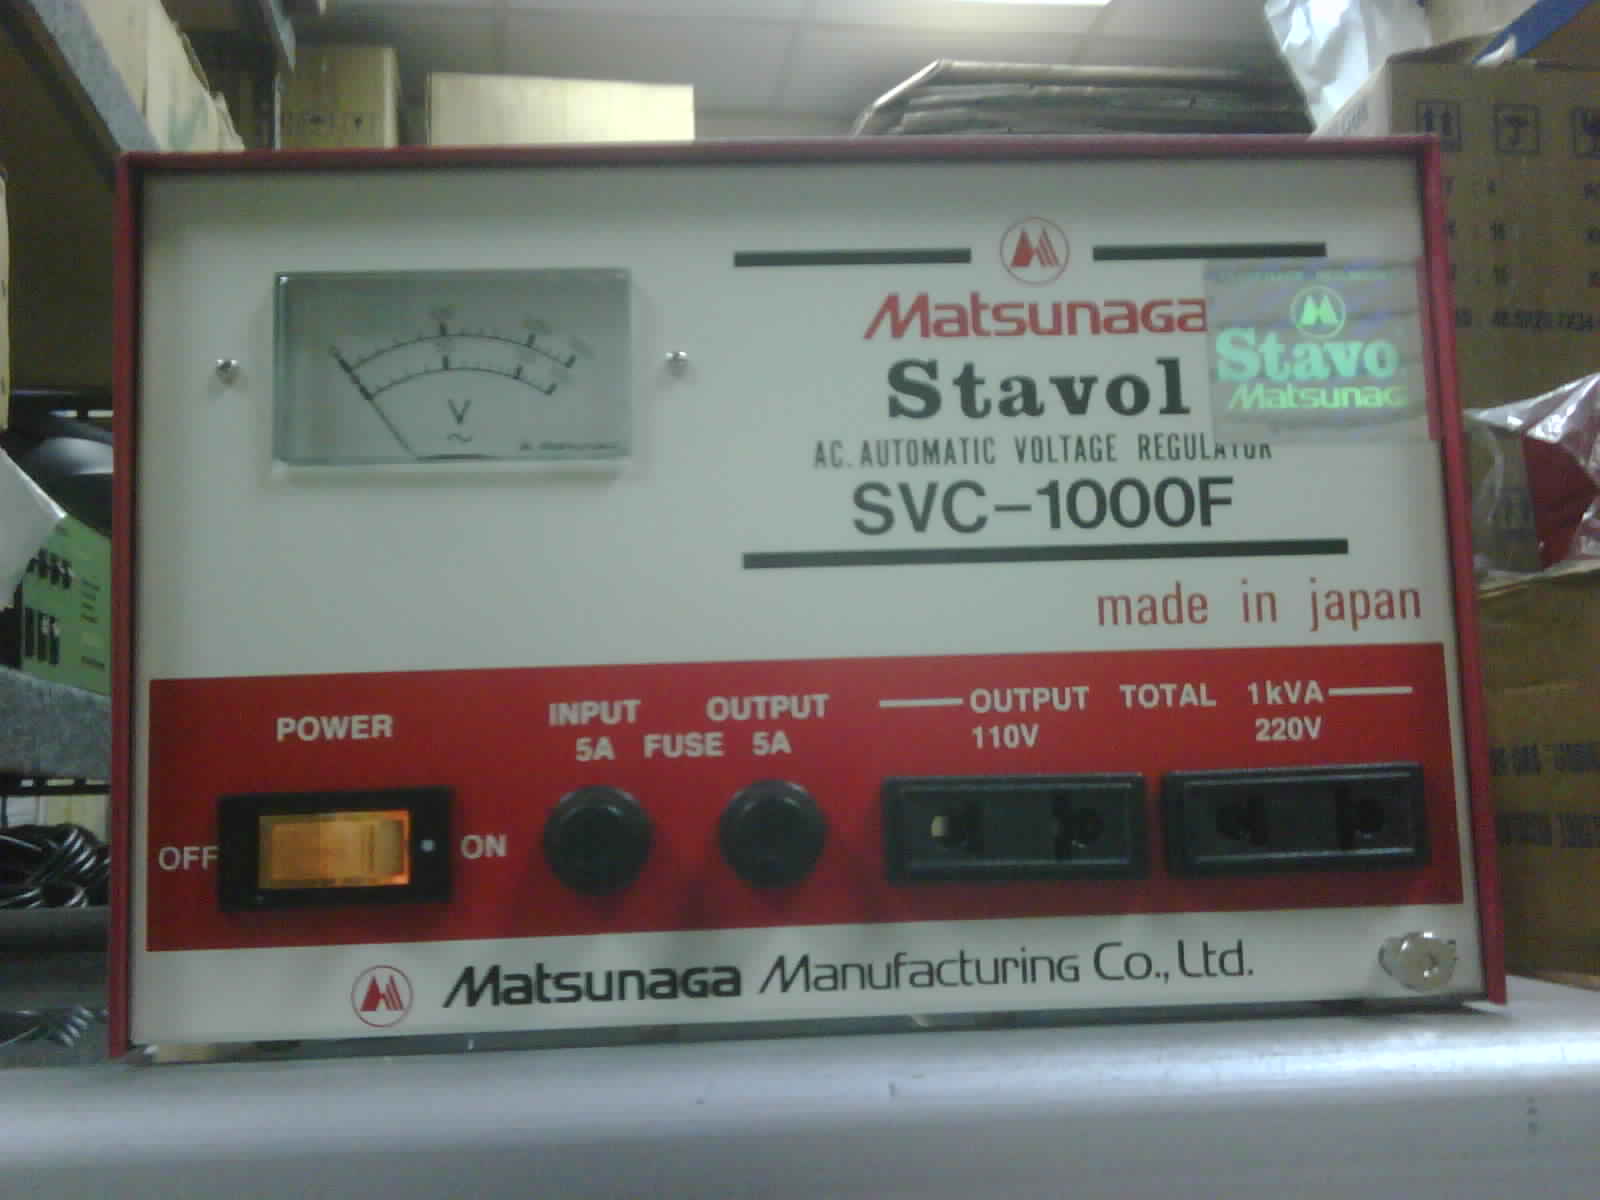 Matsunaga
Stavol
AC. AUTOMATIC VOLTAGE REGULATOR
SVC-1000F
made in japan
Stavo
Matsunag
V
POWER
OFF
ON
INPUT OUTPUT
5A FUSE 5A
OUTPUT TOTAL 1kVA
110V 220V
Matsunaga Manufacturing Co., Ltd.